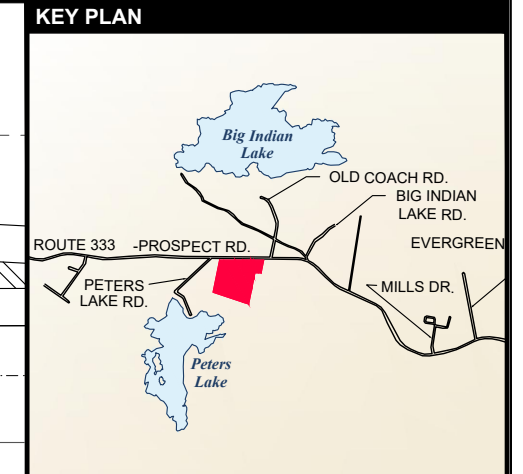 KEY PLAN
Big Indian
Lake
OLD COACH RD.
BIG INDIAN
LAKE RD.
ROUTE 333 -PROSPECT RD.
EVERGREEN
PETERS
LAKE RD.
MILLS DR.
Peters
Lake